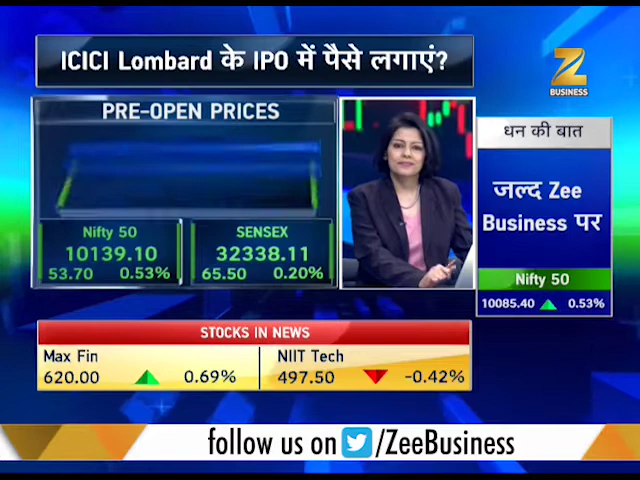 ICICI Lombard के IPO में पैसे लगाएं?
Z
BUSINESS
PRE-OPEN PRICES
Nifty 50
10139.10
53.70 0.53%
SENSEX
32338.11
65.50 0.20%
धन की बात
जल्द Zee
Business पर
Nifty 50
10085.40 0.53%
STOCKS IN NEWS
Max Fin
620.00 0.69%
NIIT Tech
497.50 -0.42%
follow us on /ZeeBusiness